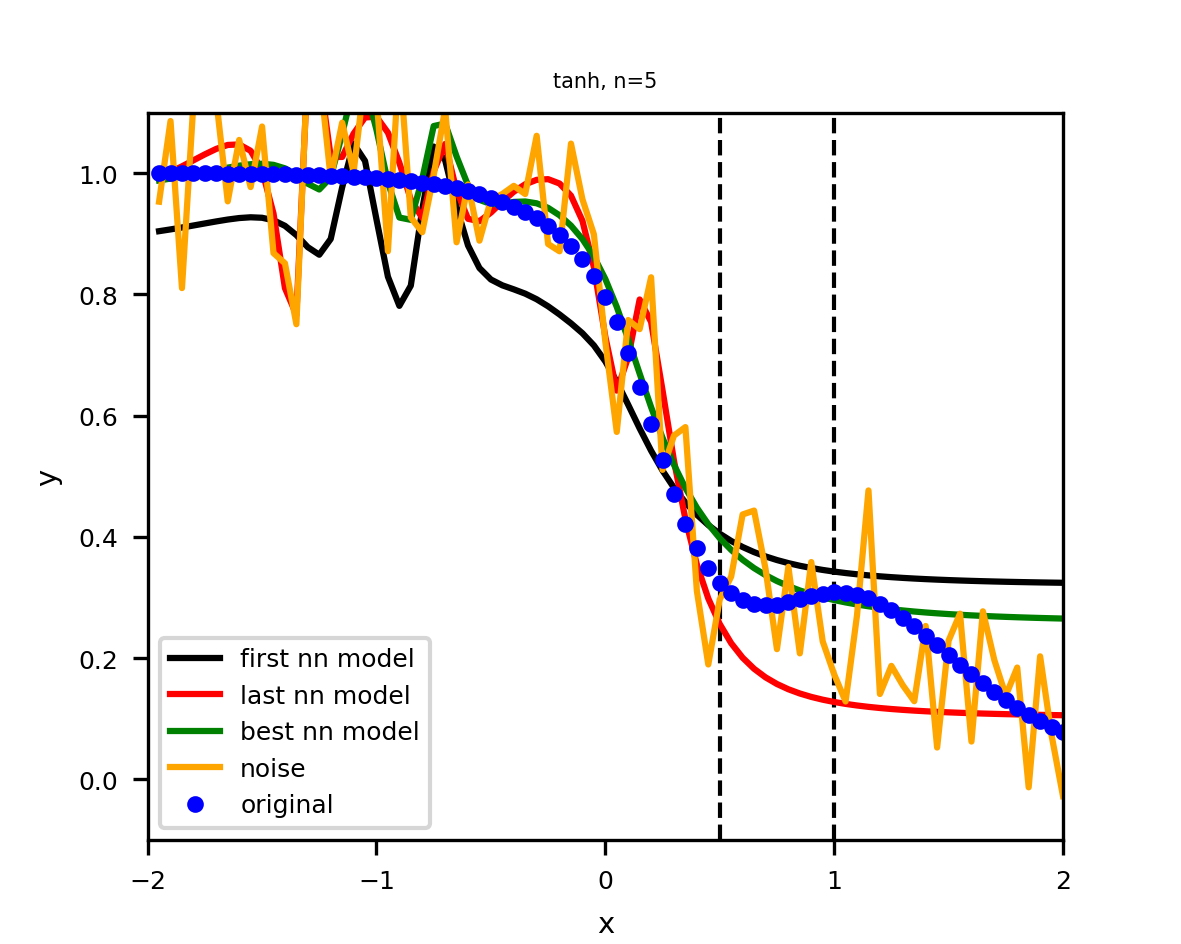 tanh, n=5
1.0
0.8
0.6
0.4
0.2
0.0
y
first nn model
last nn model
best nn model
noise
original
−2
−1
0
1
2
x